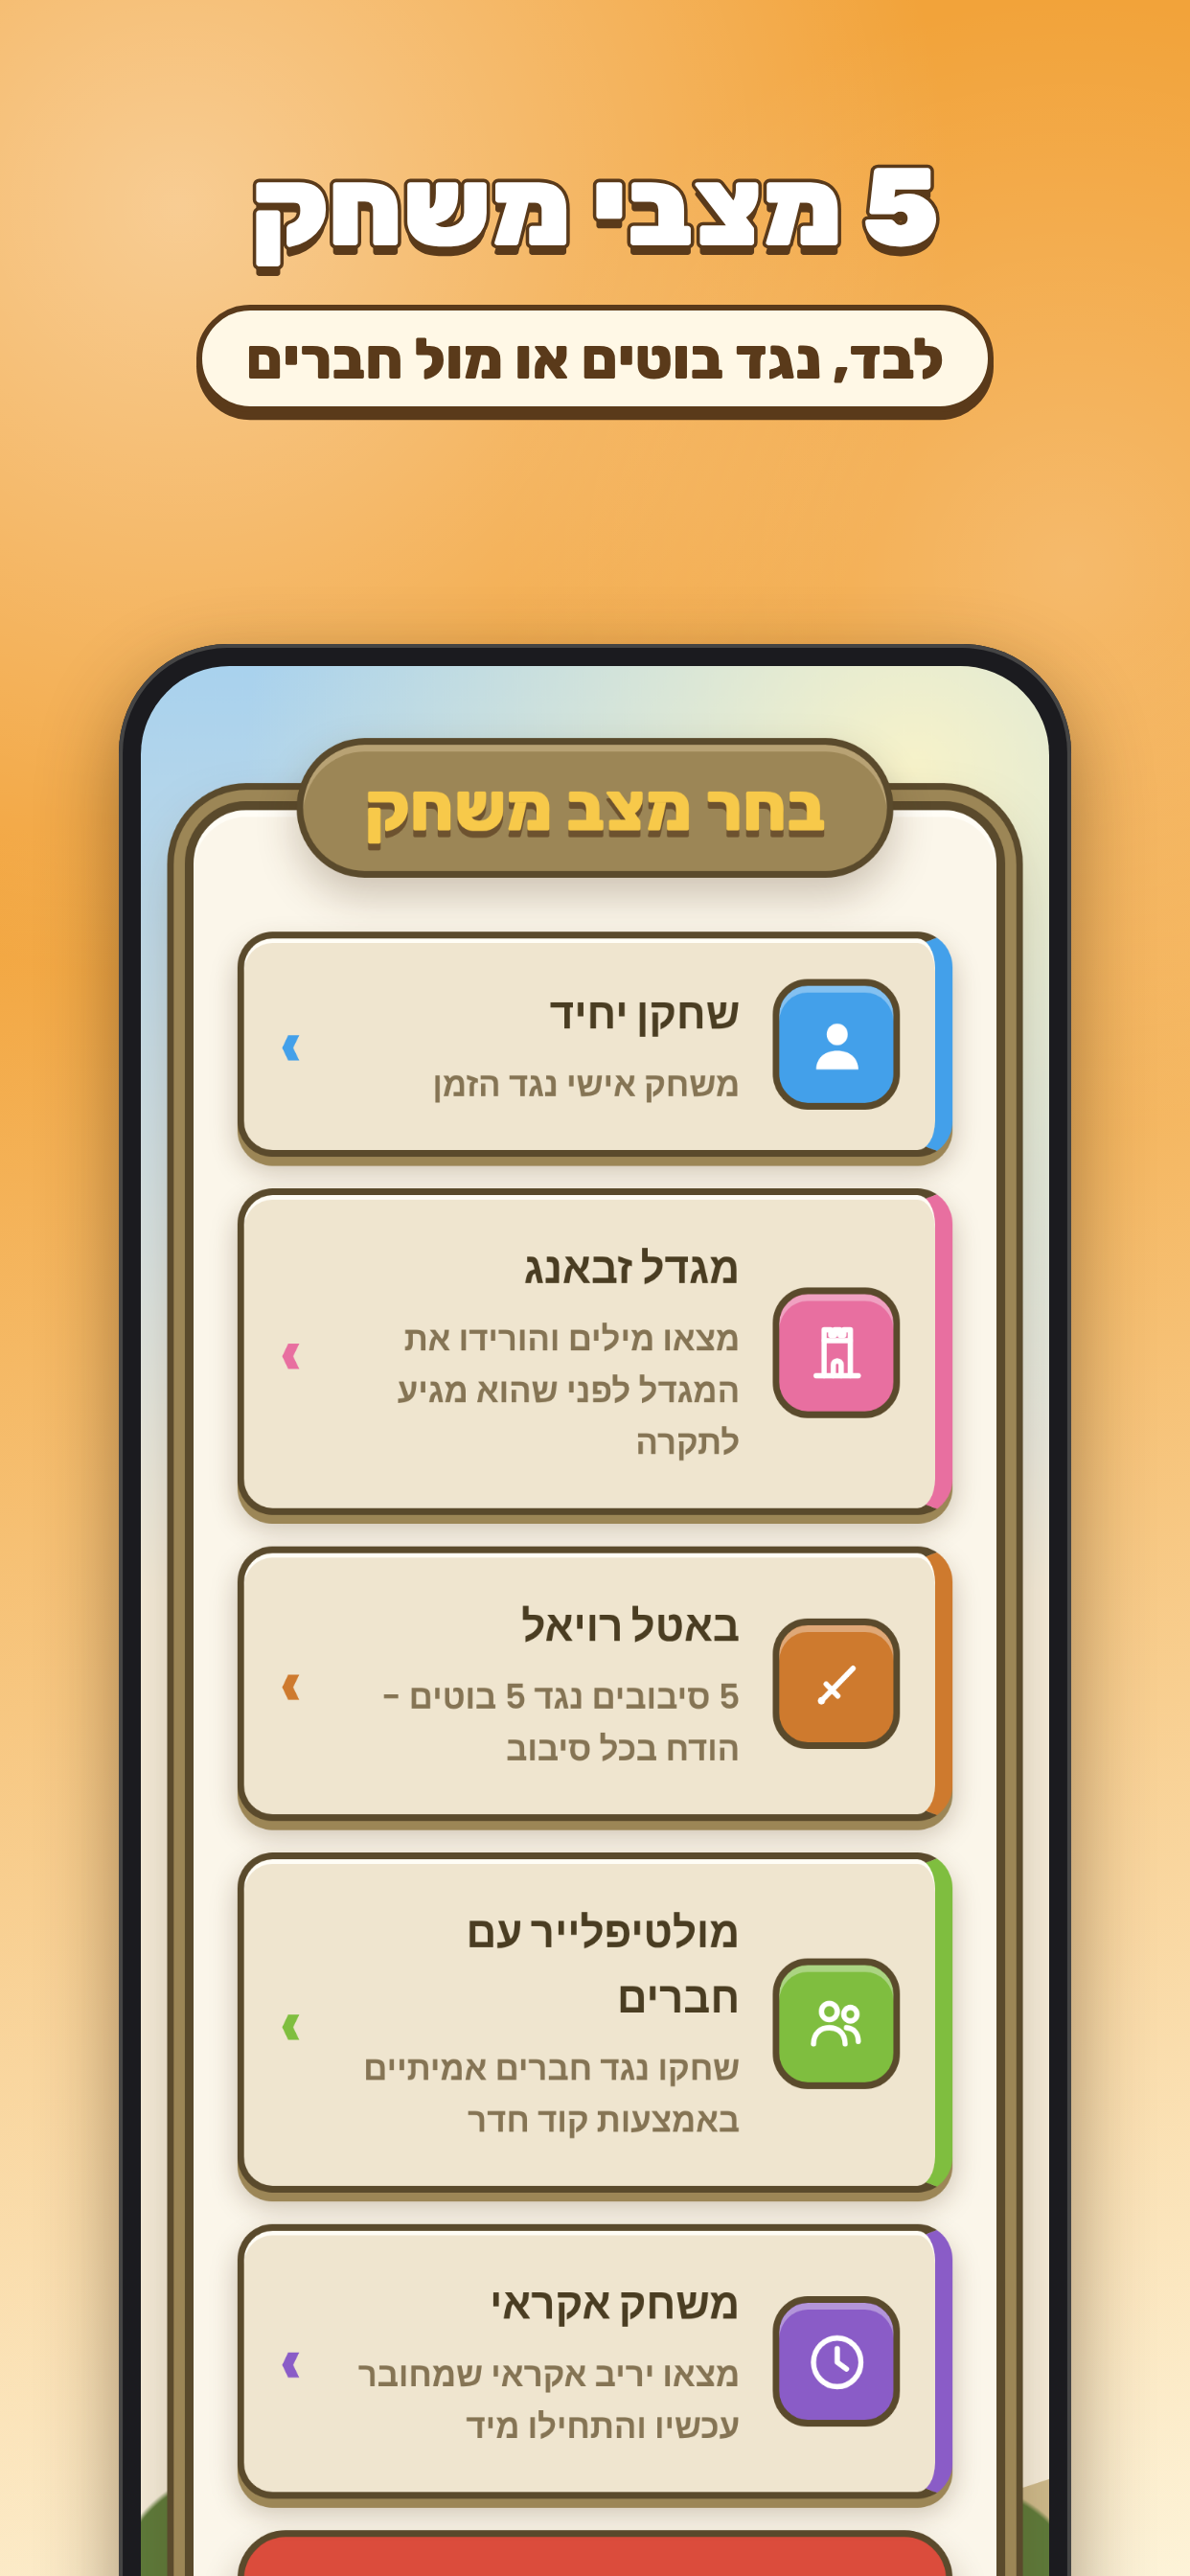 5 מצבי משחק
לבד, נגד בוטים או מול חברים
בחר מצב משחק
שחקן יחיד
משחק אישי נגד הזמן
מגדל זבאנג
מצאו מילים והורידו את
המגדל לפני שהוא מגיע
לתקרה
באטל רויאל
5 סיבובים נגד 5 בוטים -
הודח בכל סיבוב
מולטיפלייר עם
חברים
שחקו נגד חברים אמיתיים
באמצעות קוד חדר
משחק אקראי
מצאו יריב אקראי שמחובר
עכשיו והתחילו מיד